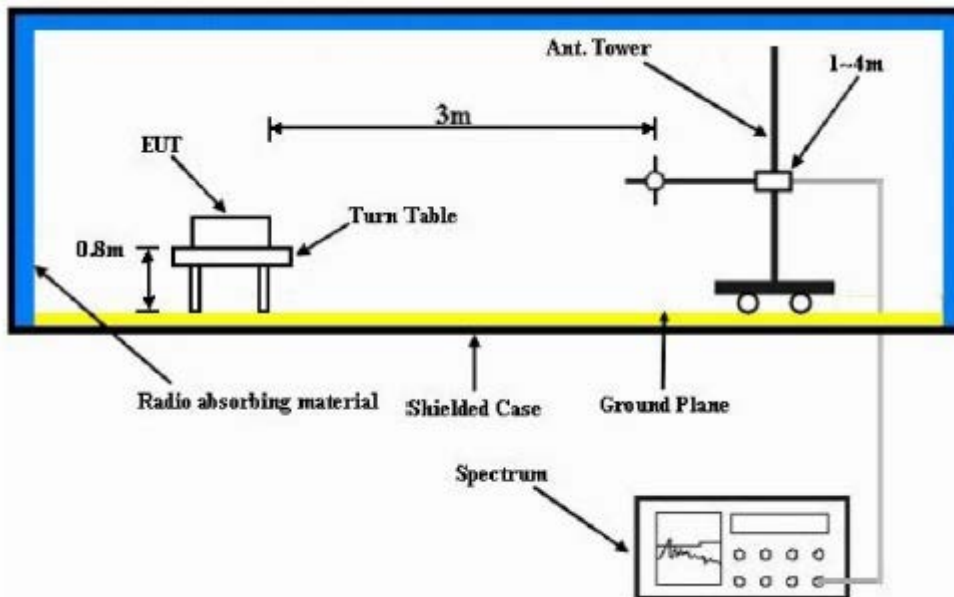 Ant. Tower
1~4m
3m
EUT
Turn Table
0.8m
Radio absorbing material
Shielded Case
Ground Plane
Spectrum